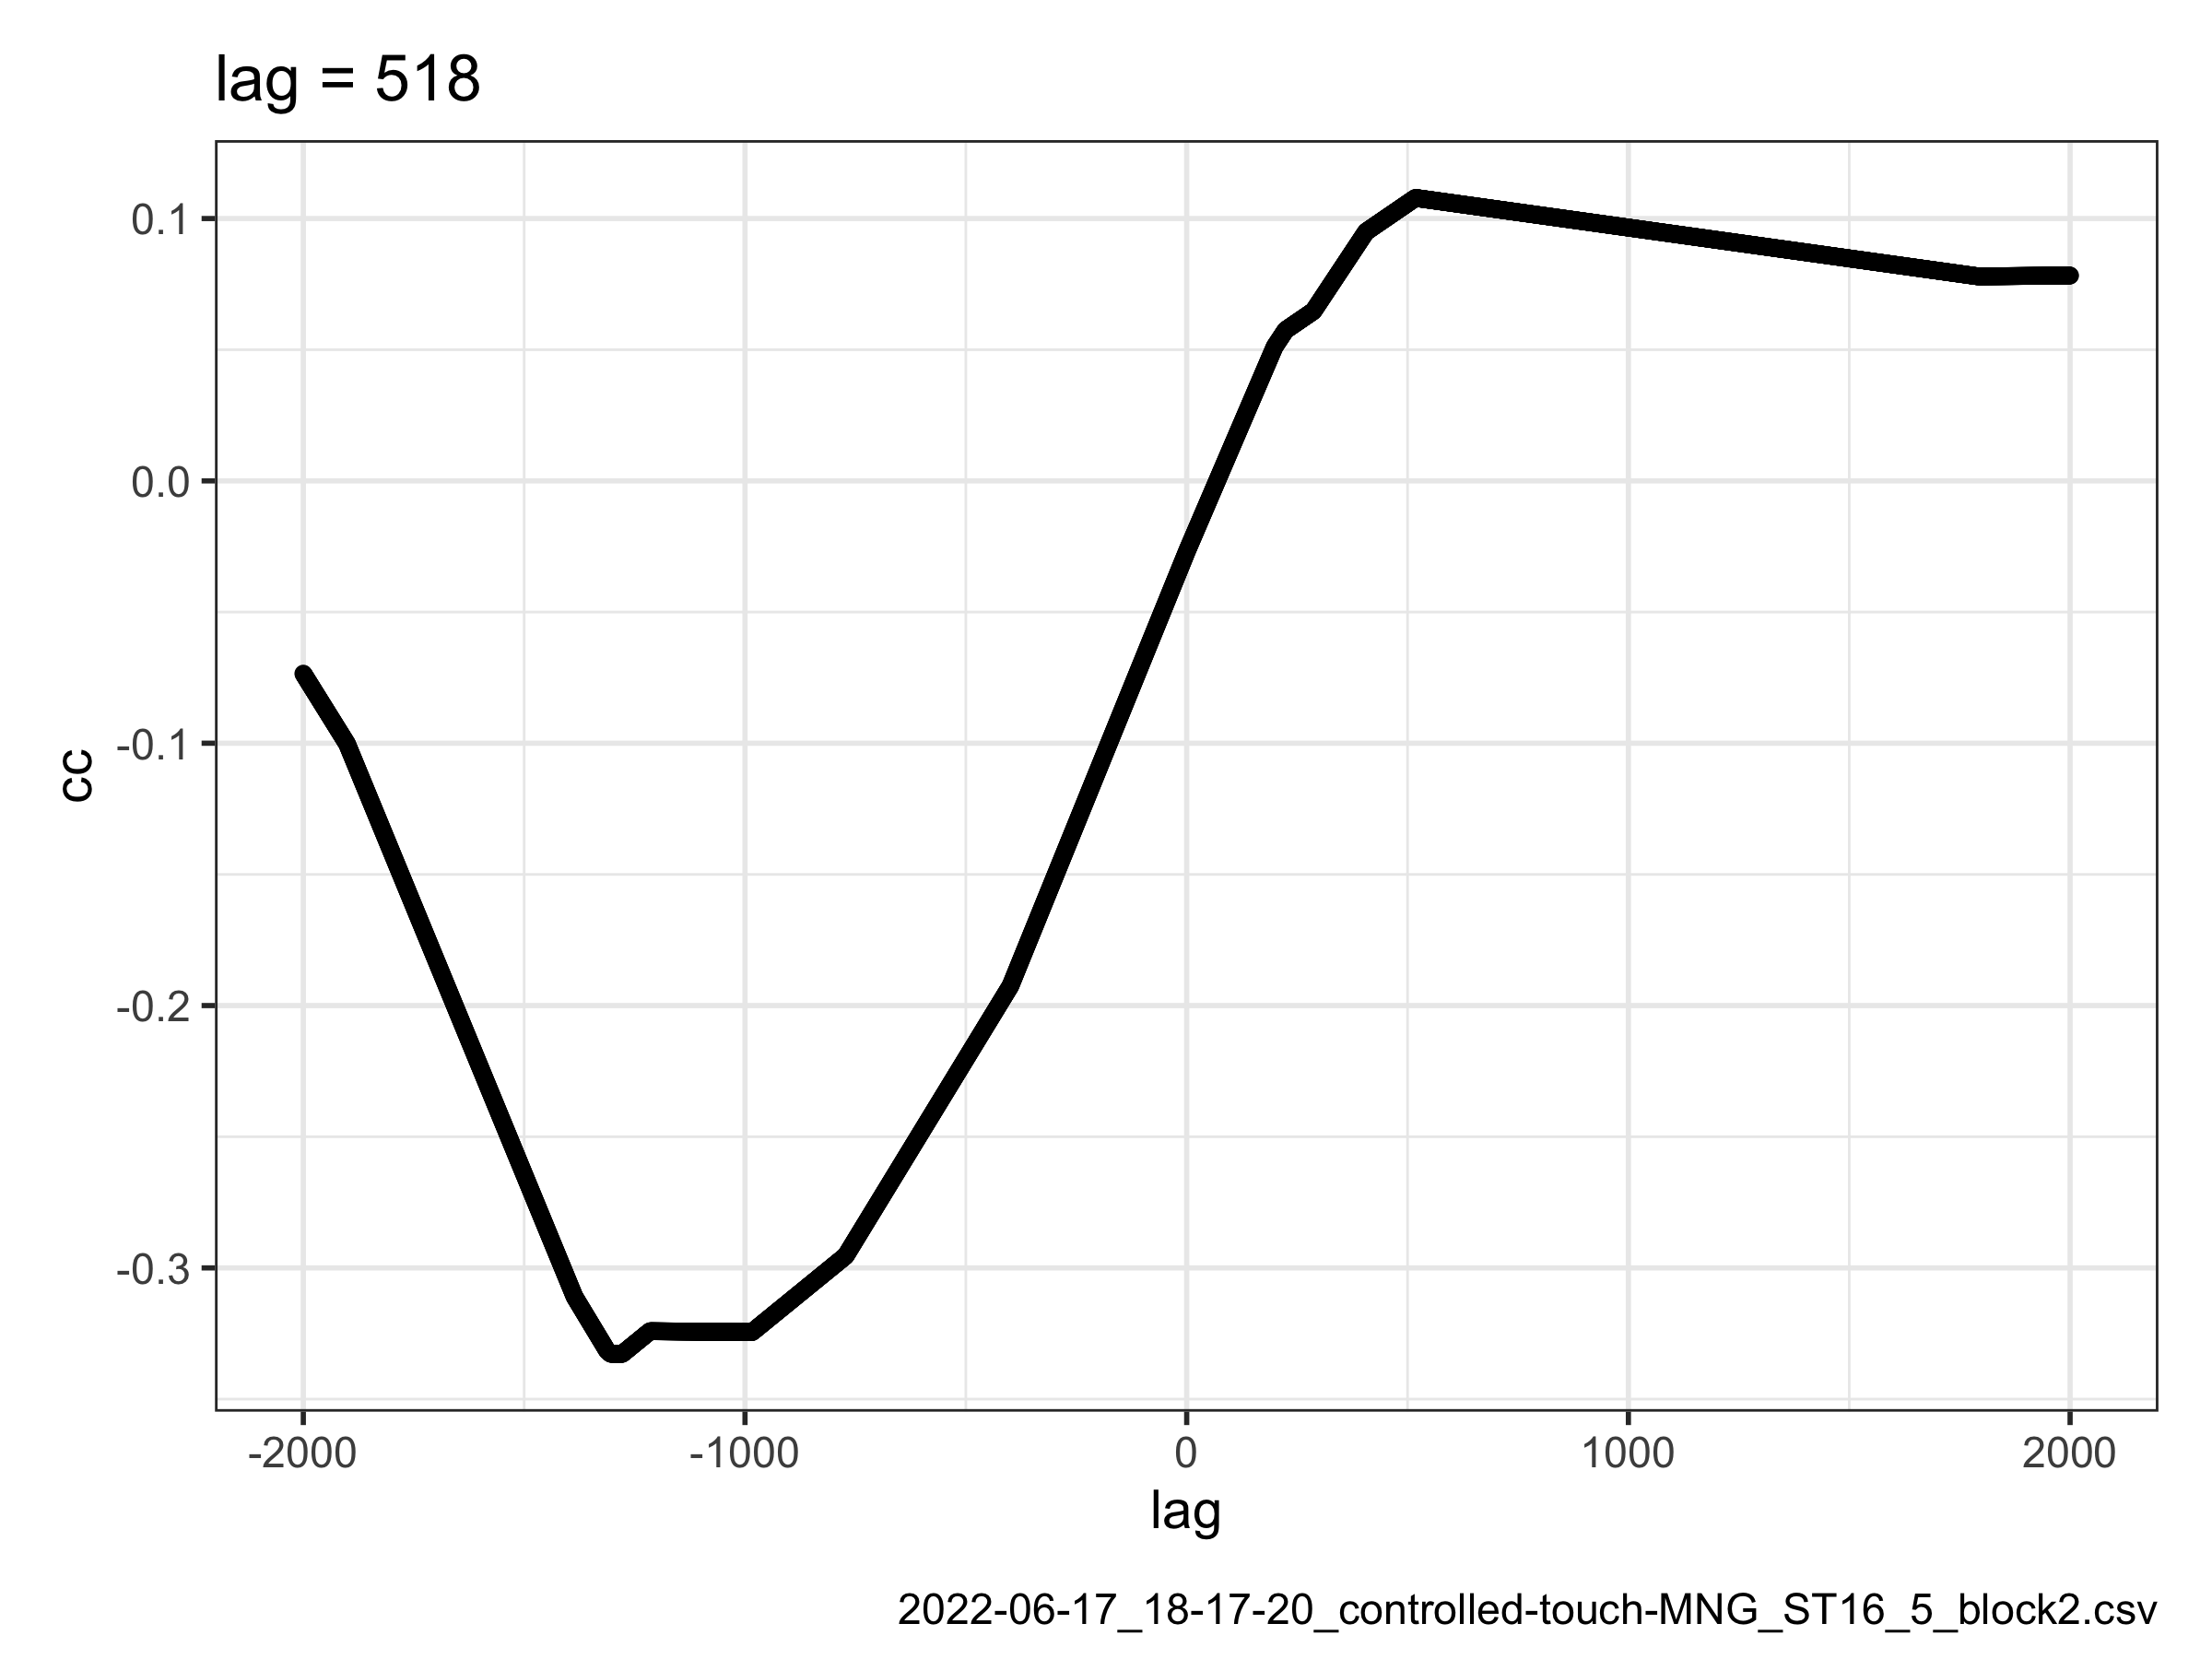 lag = 518
0.1
0.0
-0.1
-0.2
-0.3
cc
-2000 -1000 0 1000 2000
lag
2022-06-17_18-17-20_controlled-touch-MNG_ST16_5_block2.csv